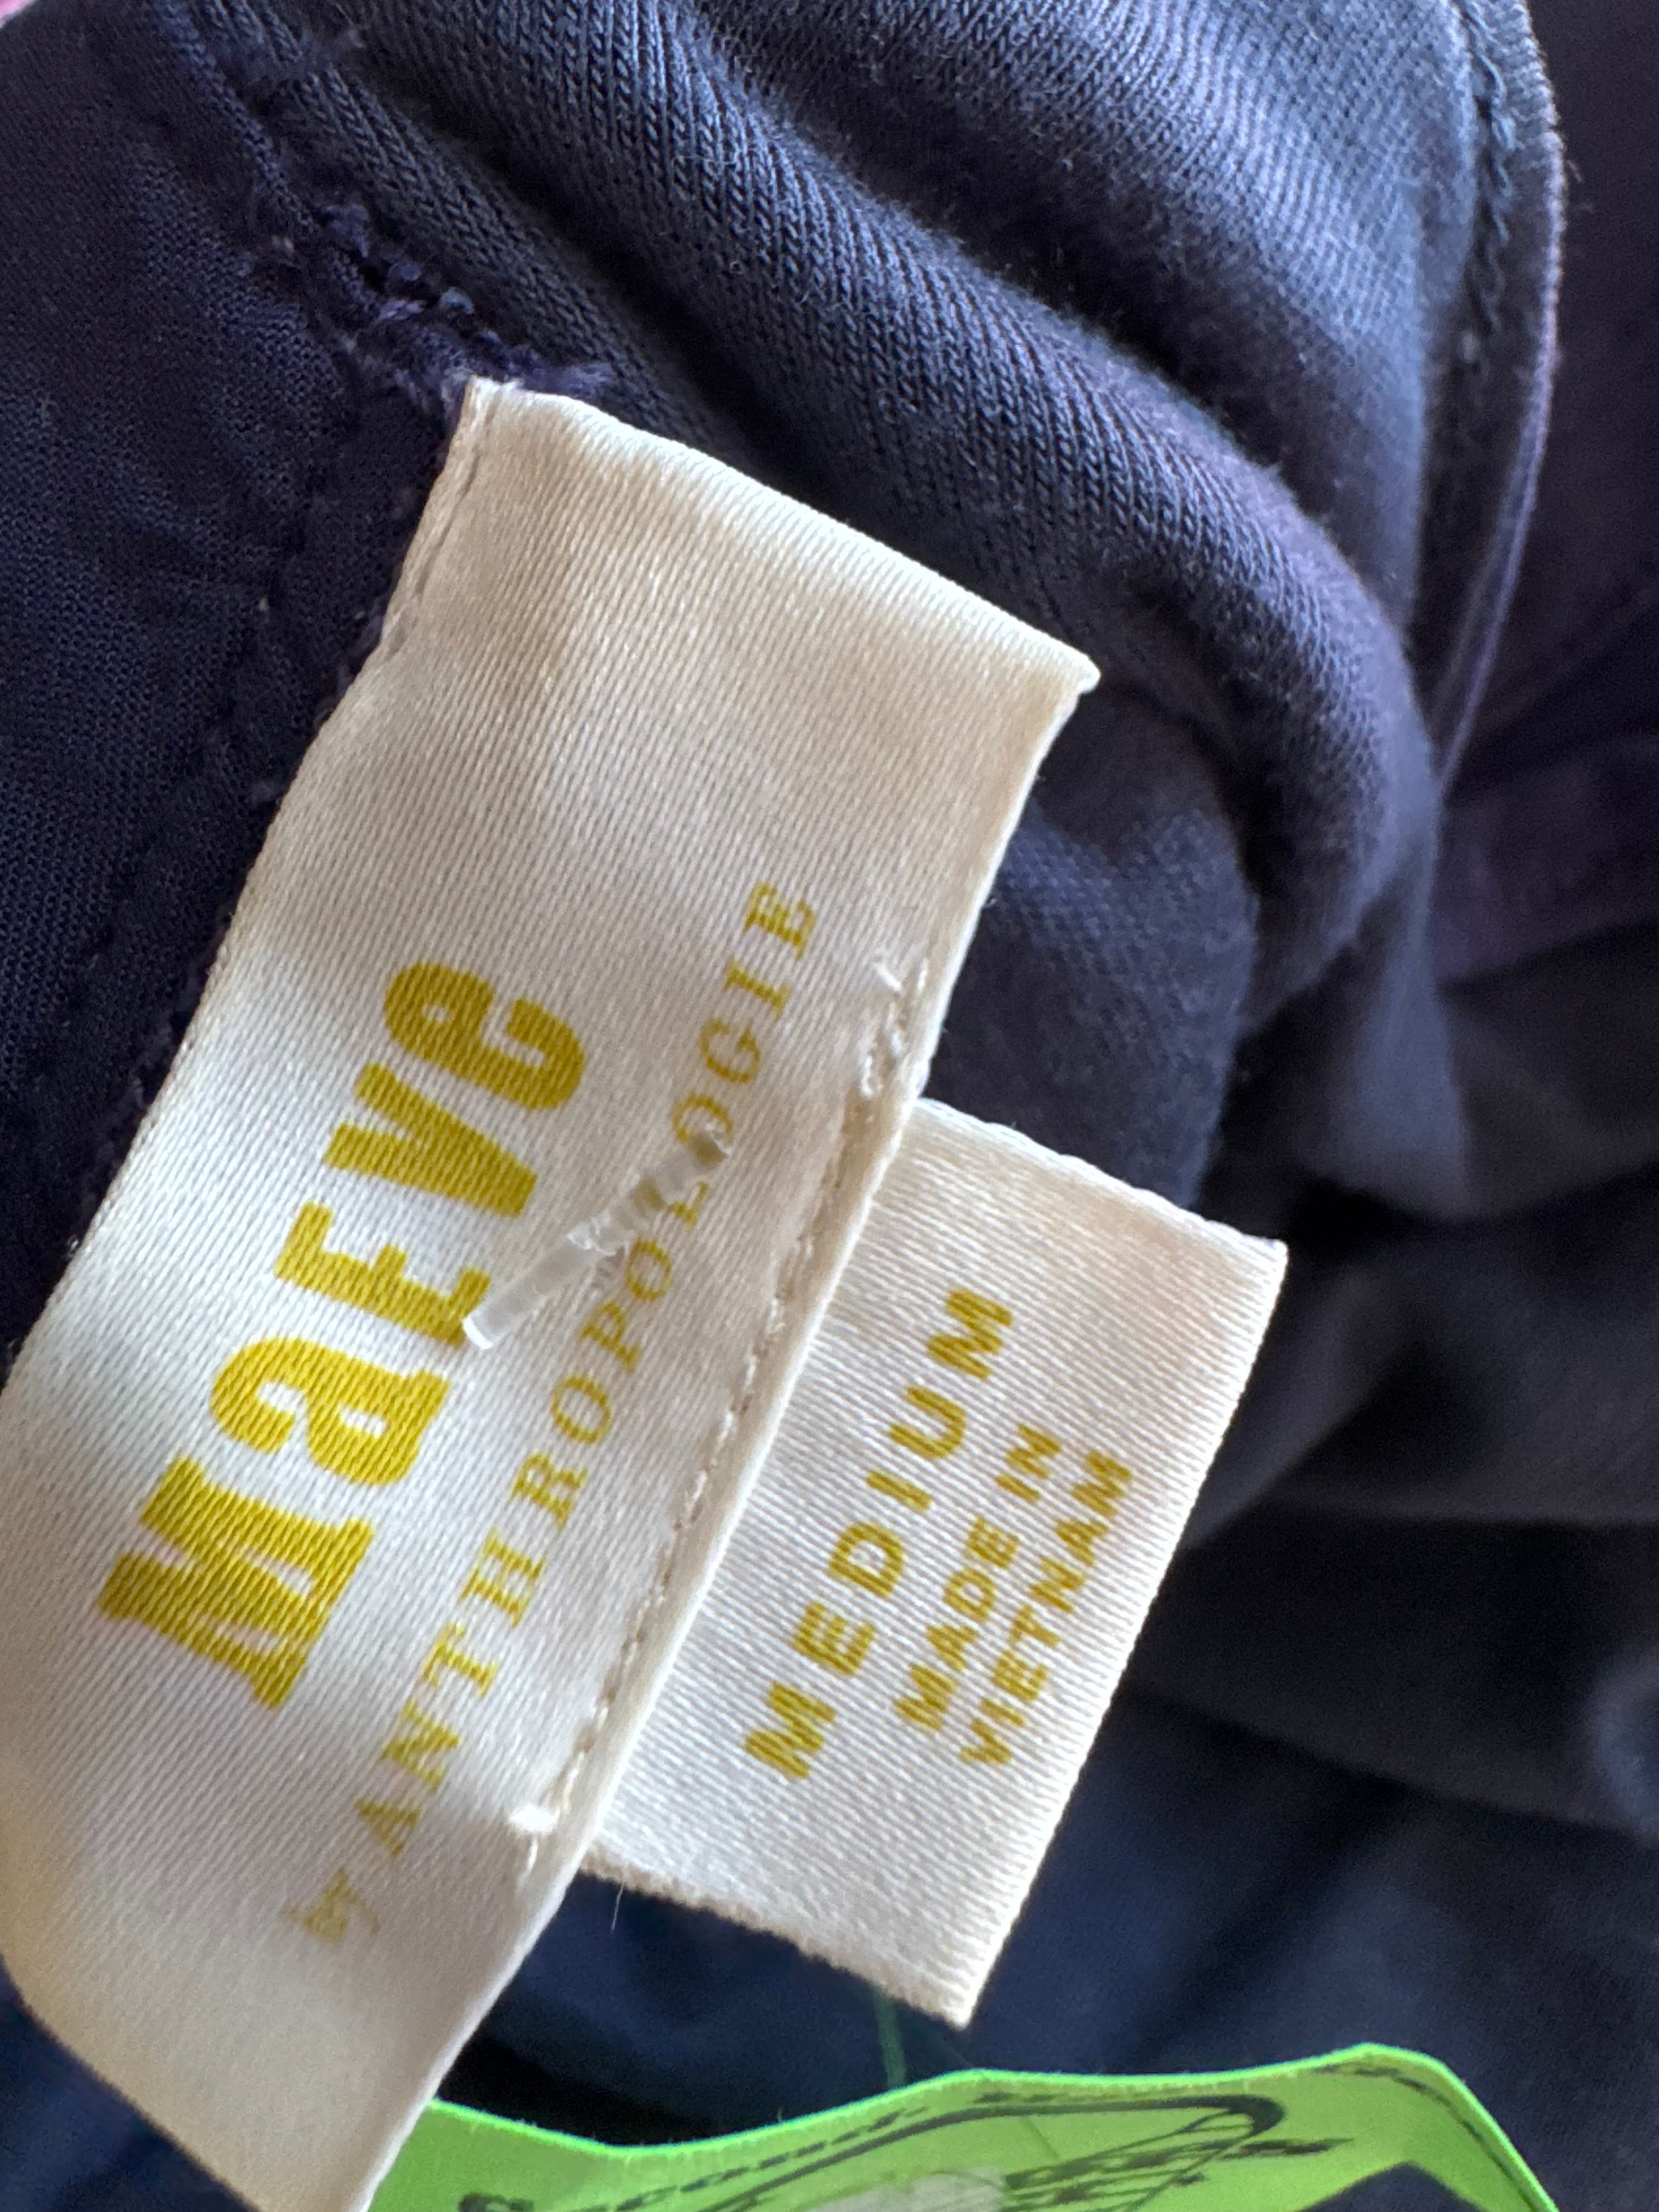 Maeve
BY ANTHROPOLOGIE
MEDIUM
MADE IN
VIETNAM